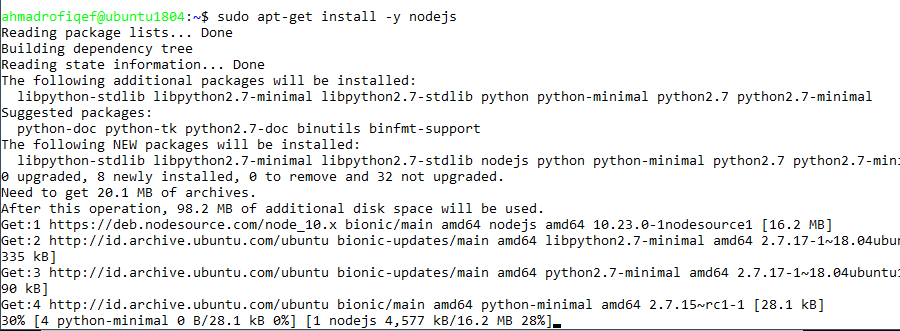 ahmadrofiqef@ubuntu1804:~$ sudo apt-get install -y nodejs
Reading package lists... Done
Building dependency tree
Reading state information... Done
The following additional packages will be installed:
  libpython-stdlib libpython2.7-minimal libpython2.7-stdlib python python-minimal python2.7 python2.7-minimal
Suggested packages:
  python-doc python-tk python2.7-doc binutils binfmt-support
The following NEW packages will be installed:
  libpython-stdlib libpython2.7-minimal libpython2.7-stdlib nodejs python python-minimal python2.7 python2.7-mini
0 upgraded, 8 newly installed, 0 to remove and 32 not upgraded.
Need to get 20.1 MB of archives.
After this operation, 98.2 MB of additional disk space will be used.
Get:1 https://deb.nodesource.com/node_10.x bionic/main amd64 nodejs amd64 10.23.0-1nodesource1 [16.2 MB]
Get:2 http://id.archive.ubuntu.com/ubuntu bionic-updates/main amd64 libpython2.7-minimal amd64 2.7.17-1~18.04ubun
335 kB]
Get:3 http://id.archive.ubuntu.com/ubuntu bionic-updates/main amd64 python2.7-minimal amd64 2.7.17-1~18.04ubuntu1
90 kB]
Get:4 http://id.archive.ubuntu.com/ubuntu bionic/main amd64 python-minimal amd64 2.7.15~rc1-1 [28.1 kB]
30% [4 python-minimal 0 B/28.1 kB 0%] [1 nodejs 4,577 kB/16.2 MB 28%]